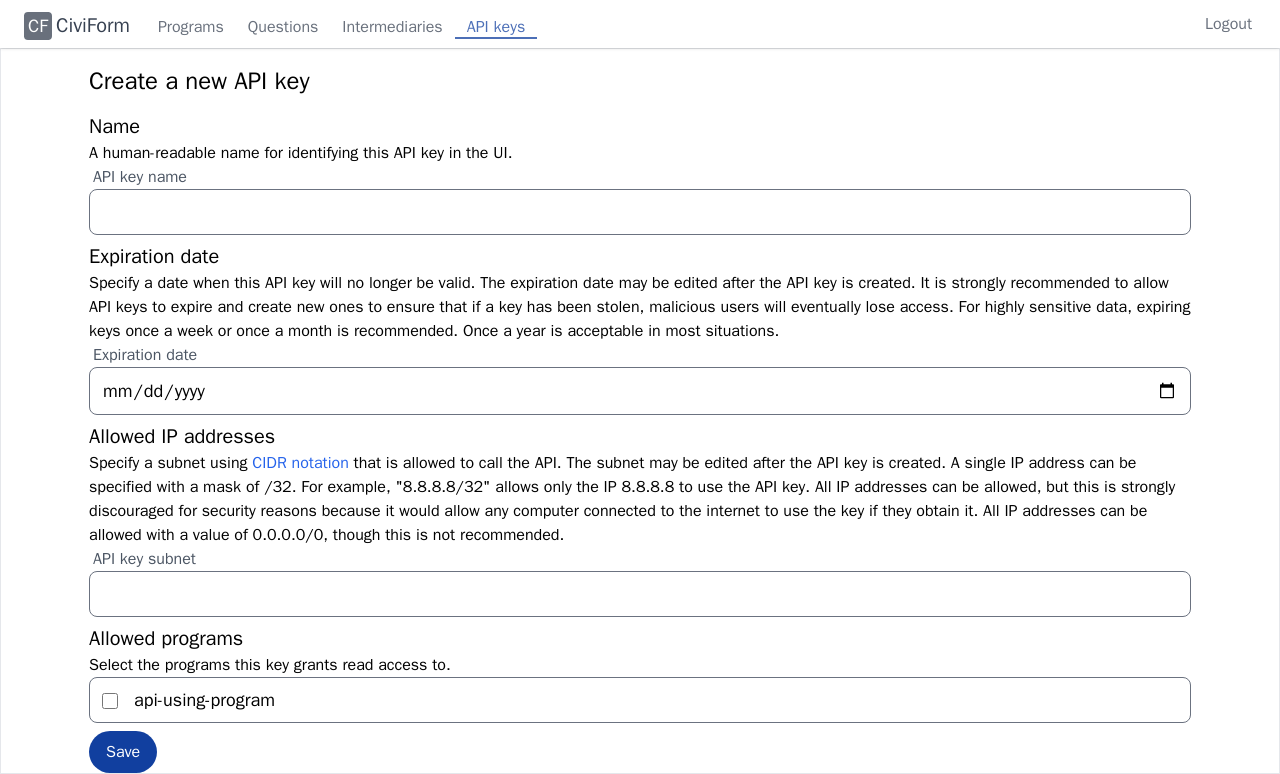 CF CiviForm Programs Questions Intermediaries API keys Logout
Create a new API key
Name
A human-readable name for identifying this API key in the UI.
API key name
Expiration date
Specify a date when this API key will no longer be valid. The expiration date may be edited after the API key is created. It is strongly recommended to allow
API keys to expire and create new ones to ensure that if a key has been stolen, malicious users will eventually lose access. For highly sensitive data, expiring
keys once a week or once a month is recommended. Once a year is acceptable in most situations.
Expiration date
mm/dd/yyyy
Allowed IP addresses
Specify a subnet using CIDR notation that is allowed to call the API. The subnet may be edited after the API key is created. A single IP address can be
specified with a mask of /32. For example, "8.8.8.8/32" allows only the IP 8.8.8.8 to use the API key. All IP addresses can be allowed, but this is strongly
discouraged for security reasons because it would allow any computer connected to the internet to use the key if they obtain it. All IP addresses can be
allowed with a value of 0.0.0.0/0, though this is not recommended.
API key subnet
Allowed programs
Select the programs this key grants read access to.
api-using-program
Save